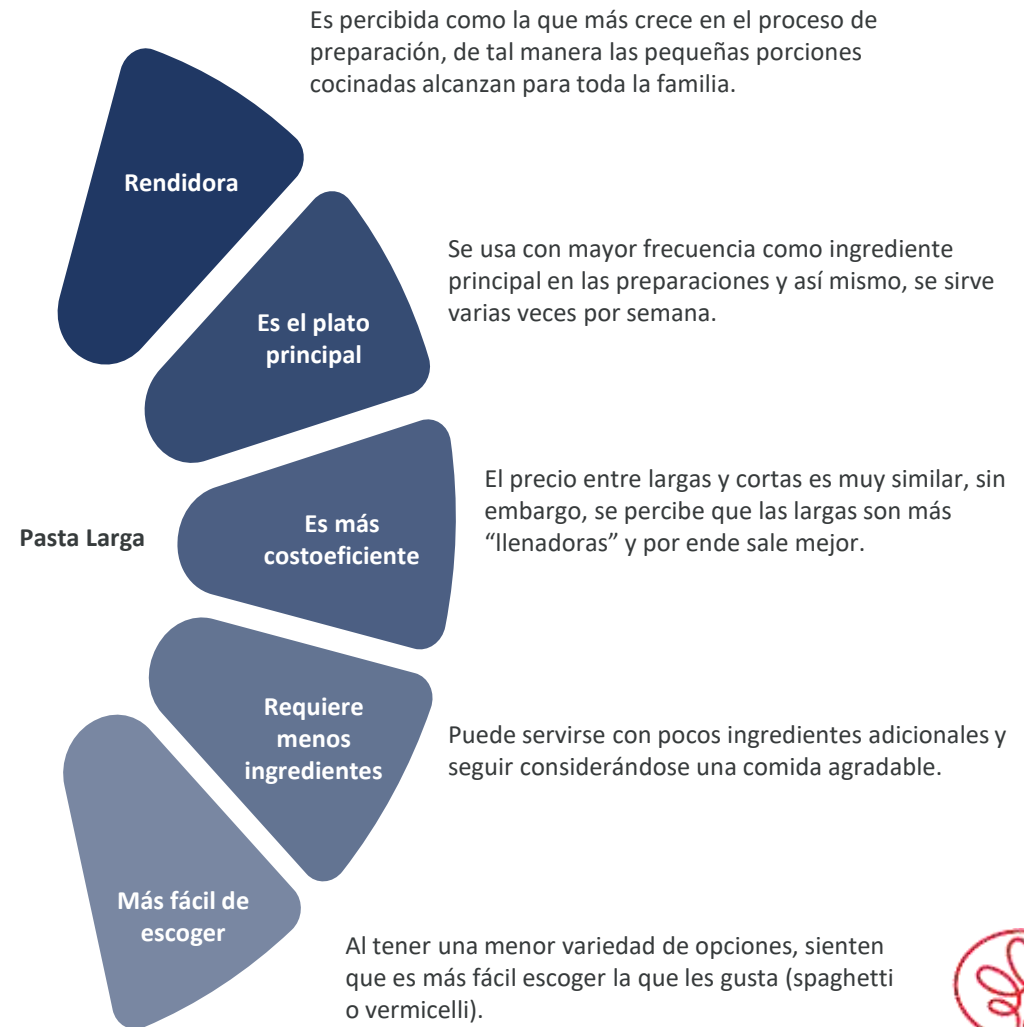 Es percibida como la que más crece en el proceso de
preparación, de tal manera las pequeñas porciones
cocinadas alcanzan para toda la familia.
Rendidora
Se usa con mayor frecuencia como ingrediente
principal en las preparaciones y así mismo, se sirve
varias veces por semana.
Es el plato
principal
El precio entre largas y cortas es muy similar, sin
embargo, se percibe que las largas son más
“llenadoras” y por ende sale mejor.
Pasta Larga
Es más
costoeficiente
Requiere
menos
ingredientes
Puede servirse con pocos ingredientes adicionales y
seguir considerándose una comida agradable.
Más fácil de
escoger
Al tener una menor variedad de opciones, sienten
que es más fácil escoger la que les gusta (spaghetti
o vermicelli).